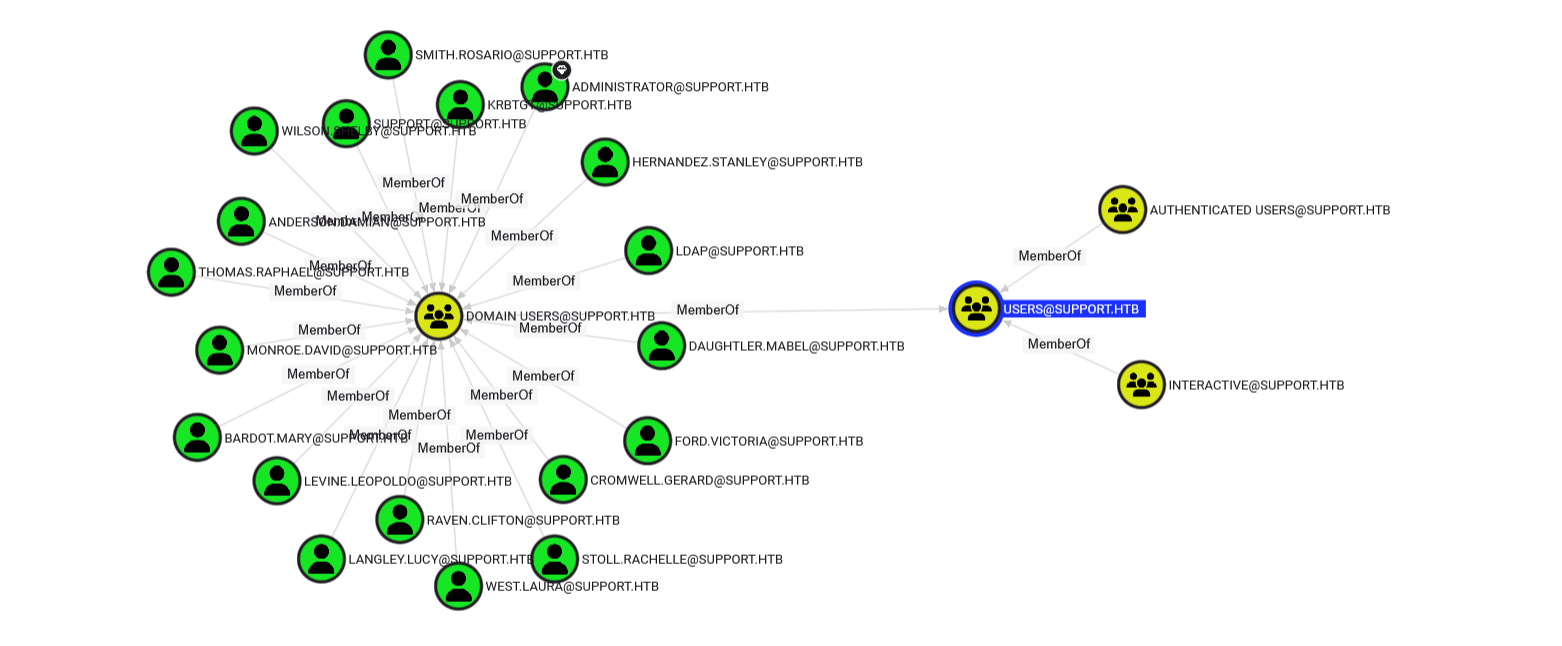 SMITH.ROSARIO@SUPPORT.HTB
ADMINISTRATOR@SUPPORT.HTB
KRBTGT@SUPPORT.HTB
SUPPORT@SUPPORT.HTB
WILSON.SHELBY@SUPPORT.HTB
HERNANDEZ.STANLEY@SUPPORT.HTB
MemberOf
MemberOf
MemberOf
AUTHENTICATED USERS@SUPPORT.HTB
MemberOf
MemberOf
ANDERSON.DAMIAN@SUPPORT.HTB
MemberOf
LDAP@SUPPORT.HTB
MemberOf
MemberOf
THOMAS.RAPHAEL@SUPPORT.HTB
MemberOf
MemberOf
MemberOf
USERS@SUPPORT.HTB
MemberOf
DOMAIN USERS@SUPPORT.HTB
MemberOf
MemberOf
MemberOf
DAUGHTLER.MABEL@SUPPORT.HTB
MONROE.DAVID@SUPPORT.HTB
MemberOf
MemberOf
INTERACTIVE@SUPPORT.HTB
MemberOf
MemberOf
MemberOf
MemberOf
MemberOf
BARDOT.MARY@SUPPORT.HTB
FORD.VICTORIA@SUPPORT.HTB
MemberOf
CROMWELL.GERARD@SUPPORT.HTB
LEVINE.LEOPOLDO@SUPPORT.HTB
RAVEN.CLIFTON@SUPPORT.HTB
LANGLEY.LUCY@SUPPORT.HTB
STOLL.RACHELLE@SUPPORT.HTB
WEST.LAURA@SUPPORT.HTB